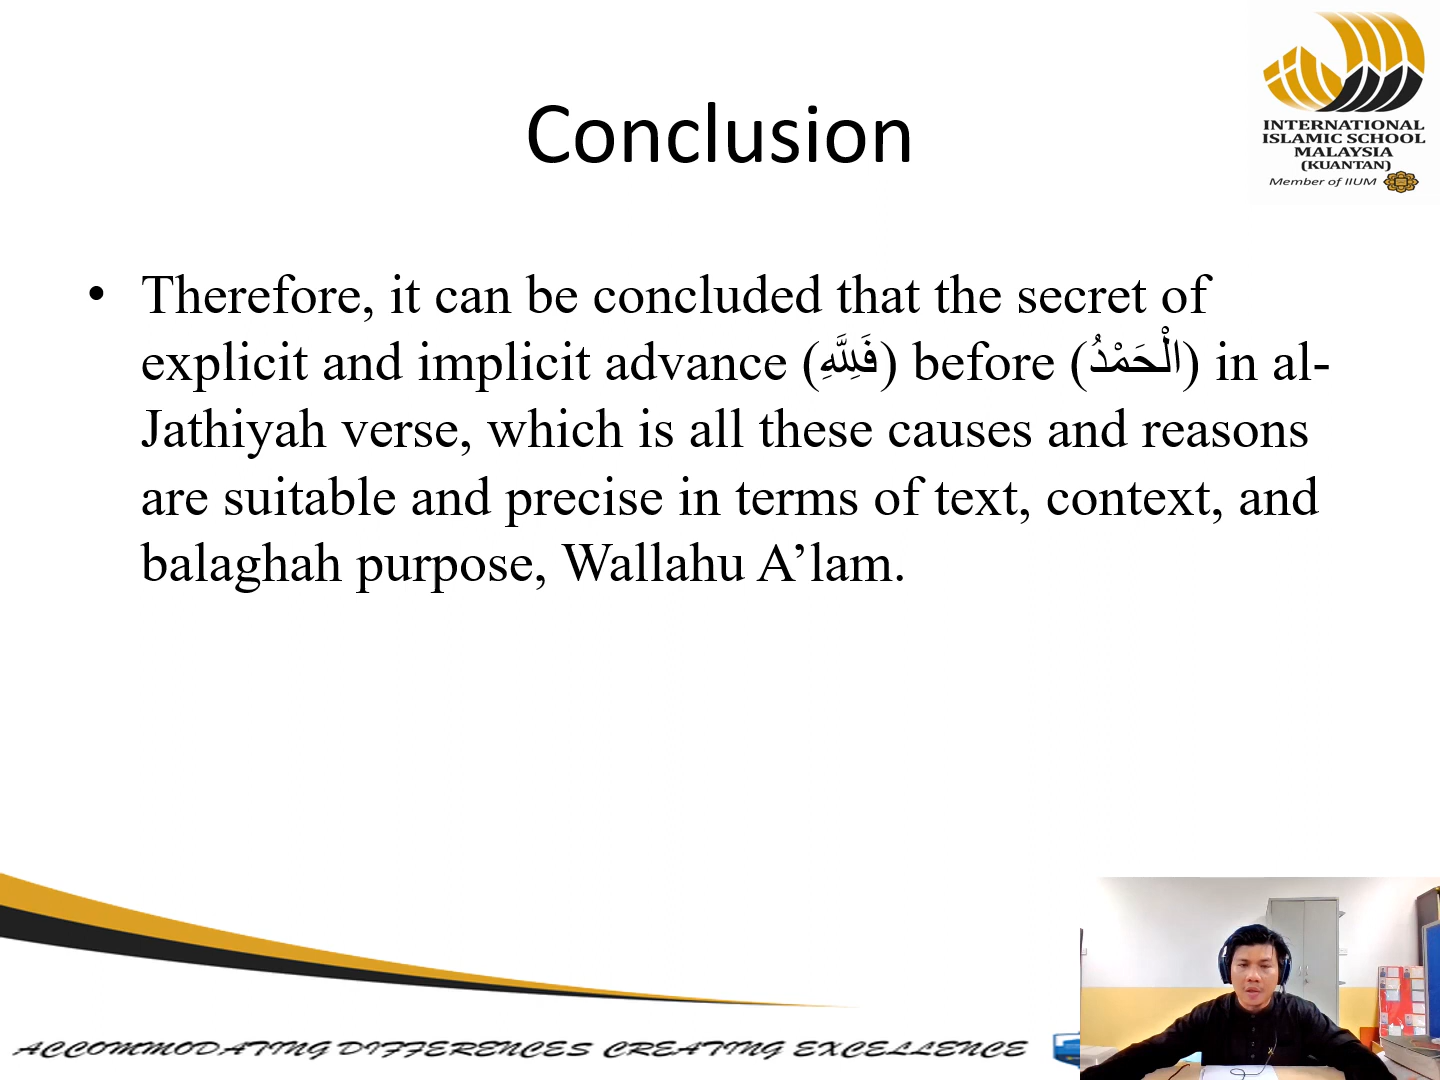 Conclusion
INTERNATIONAL
ISLAMIC SCHOOL
MALAYSIA
(KUANTAN)
Member of IIUM
• Therefore, it can be concluded that the secret of
explicit and implicit advance (فَلِلَّهِ) before (الْحَمْدُ) in al-
Jathiyah verse, which is all these causes and reasons
are suitable and precise in terms of text, context, and
balaghah purpose, Wallahu A’lam.
ACCOMMODATING DIFFERENCES CREATING EXCELLENCE